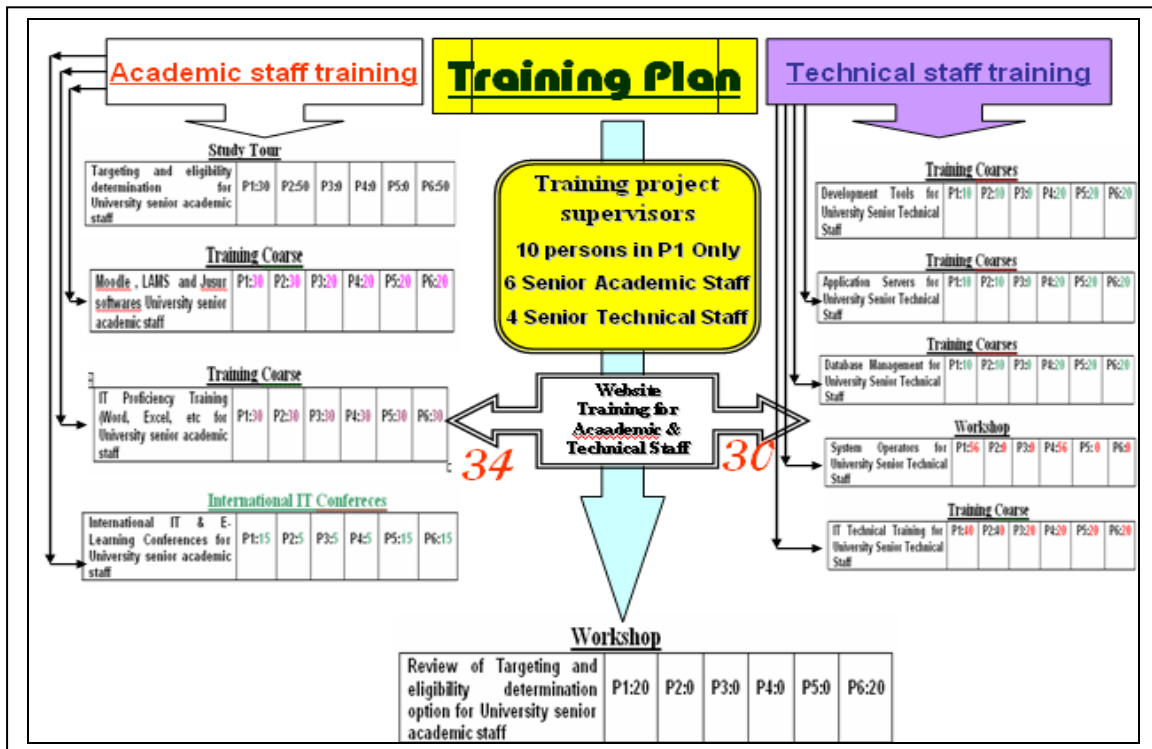 Academic staff training
Training Plan
Technical staff training
Study Tour
Targeting and eligibility
determination for
University senior academic
staff
P1:30 P2:50 P3:0 P4:0 P5:0 P6:50
Training Coarse
Moodle , LAMS and Jusur
softwares University senior
academic staff
P1:30 P2:30 P3:20 P4:20 P5:20 P6:20
Training Coarse
IT Proficiency Training
(Word, Excel, etc for
University senior academic
staff
P1:30 P2:30 P3:30 P4:30 P5:30 P6:30
International IT Confereces
International IT & E-
Learning Conferences for
University senior academic
staff
P1:15 P2:5 P3:5 P4:5 P5:15 P6:15
Training project
supervisors
10 persons in P1 Only
6 Senior Academic Staff
4 Senior Technical Staff
Website
Training for
Acaademic &
Technical Staff
34
30
Training Coarses
Development Tools for
University Senior Technical
Staff
P1:10 P2:10 P3:0 P4:20 P5:20 P6:20
Training Coarses
Application Servers for
University Senior Technical
Staff
P1:10 P2:10 P3:0 P4:20 P5:20 P6:20
Training Coarses
Database Management for
University Senior Technical
Staff
P1:10 P2:10 P3:0 P4:20 P5:20 P6:20
Workshop
System Operators for
University Senior Technical
Staff
P1:56 P2:0 P3:0 P4:56 P5:0 P6:0
Training Coarse
IT Technical Training for
University Senior Technical
Staff
P1:40 P2:40 P3:20 P4:20 P5:20 P6:20
Workshop
Review of Targeting and
eligibility determination
option for University senior
academic staff
P1:20 P2:0 P3:0 P4:0 P5:0 P6:20